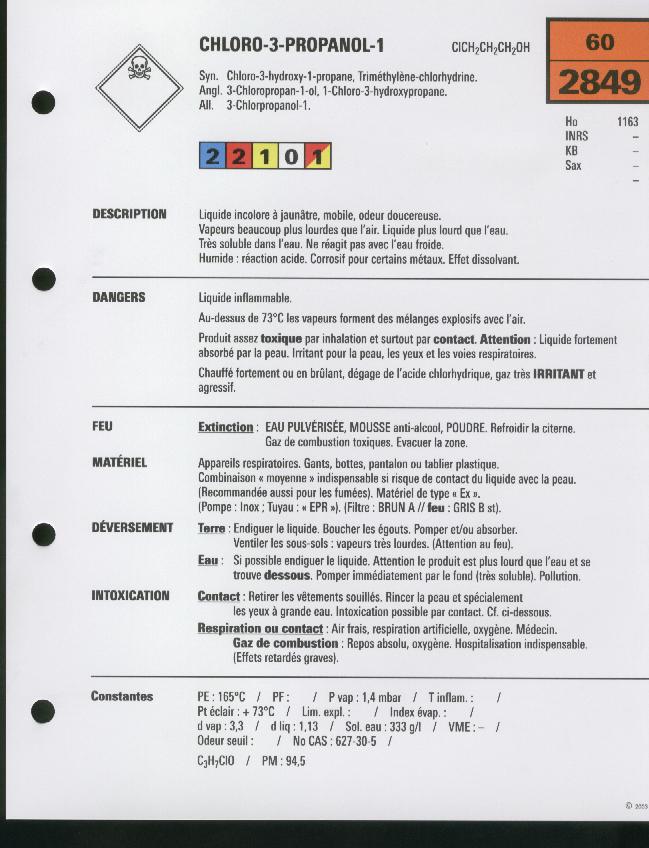 CHLORO-3-PROPANOL-1
ClCH₂CH₂CH₂OH
60
2849
Syn. Chloro-3-hydroxy-1-propane, Triméthylène-chlorhydrine.
Angl. 3-Chloropropan-1-ol, 1-Chloro-3-hydroxypropane.
All. 3-Chlorpropanol-1.
Ho 1163
INRS –
KB –
Sax –
–
2 2 1 0 1
DESCRIPTION
Liquide incolore à jaunâtre, mobile, odeur doucereuse.
Vapeurs beaucoup plus lourdes que l'air. Liquide plus lourd que l'eau.
Très soluble dans l'eau. Ne réagit pas avec l'eau froide.
Humide : réaction acide. Corrosif pour certains métaux. Effet dissolvant.
DANGERS
Liquide inflammable.
Au-dessus de 73°C les vapeurs forment des mélanges explosifs avec l'air.
Produit assez toxique par inhalation et surtout par contact. Attention : Liquide fortement
absorbé par la peau. Irritant pour la peau, les yeux et les voies respiratoires.
Chauffé fortement ou en brûlant, dégage de l'acide chlorhydrique, gaz très IRRITANT et
agressif.
FEU
Extinction : EAU PULVÉRISÉE, MOUSSE anti-alcool, POUDRE. Refroidir la citerne.
Gaz de combustion toxiques. Evacuer la zone.
MATÉRIEL
Appareils respiratoires. Gants, bottes, pantalon ou tablier plastique.
Combinaison « moyenne » indispensable si risque de contact du liquide avec la peau.
(Recommandée aussi pour les fumées). Matériel de type « Ex ».
(Pompe : Inox ; Tuyau : « EPR »). (Filtre : BRUN A // feu : GRIS B st).
DÉVERSEMENT
Terre : Endiguer le liquide. Boucher les égouts. Pomper et/ou absorber.
Ventiler les sous-sols : vapeurs très lourdes. (Attention au feu).
Eau : Si possible endiguer le liquide. Attention le produit est plus lourd que l'eau et se
trouve dessous. Pomper immédiatement par le fond (très soluble). Pollution.
INTOXICATION
Contact : Retirer les vêtements souillés. Rincer la peau et spécialement
les yeux à grande eau. Intoxication possible par contact. Cf. ci-dessous.
Respiration ou contact : Air frais, respiration artificielle, oxygène. Médecin.
Gaz de combustion : Repos absolu, oxygène. Hospitalisation indispensable.
(Effets retardés graves).
Constantes
PE : 165°C / PF : / P vap : 1,4 mbar / T inflam. : /
Pt éclair : + 73°C / Lim. expl. : / Index évap. : /
d vap : 3,3 / d liq : 1,13 / Sol. eau : 333 g/l / VME : – /
Odeur seuil : / No CAS : 627-30-5 /
C₃H₇ClO / PM : 94,5
© 2003